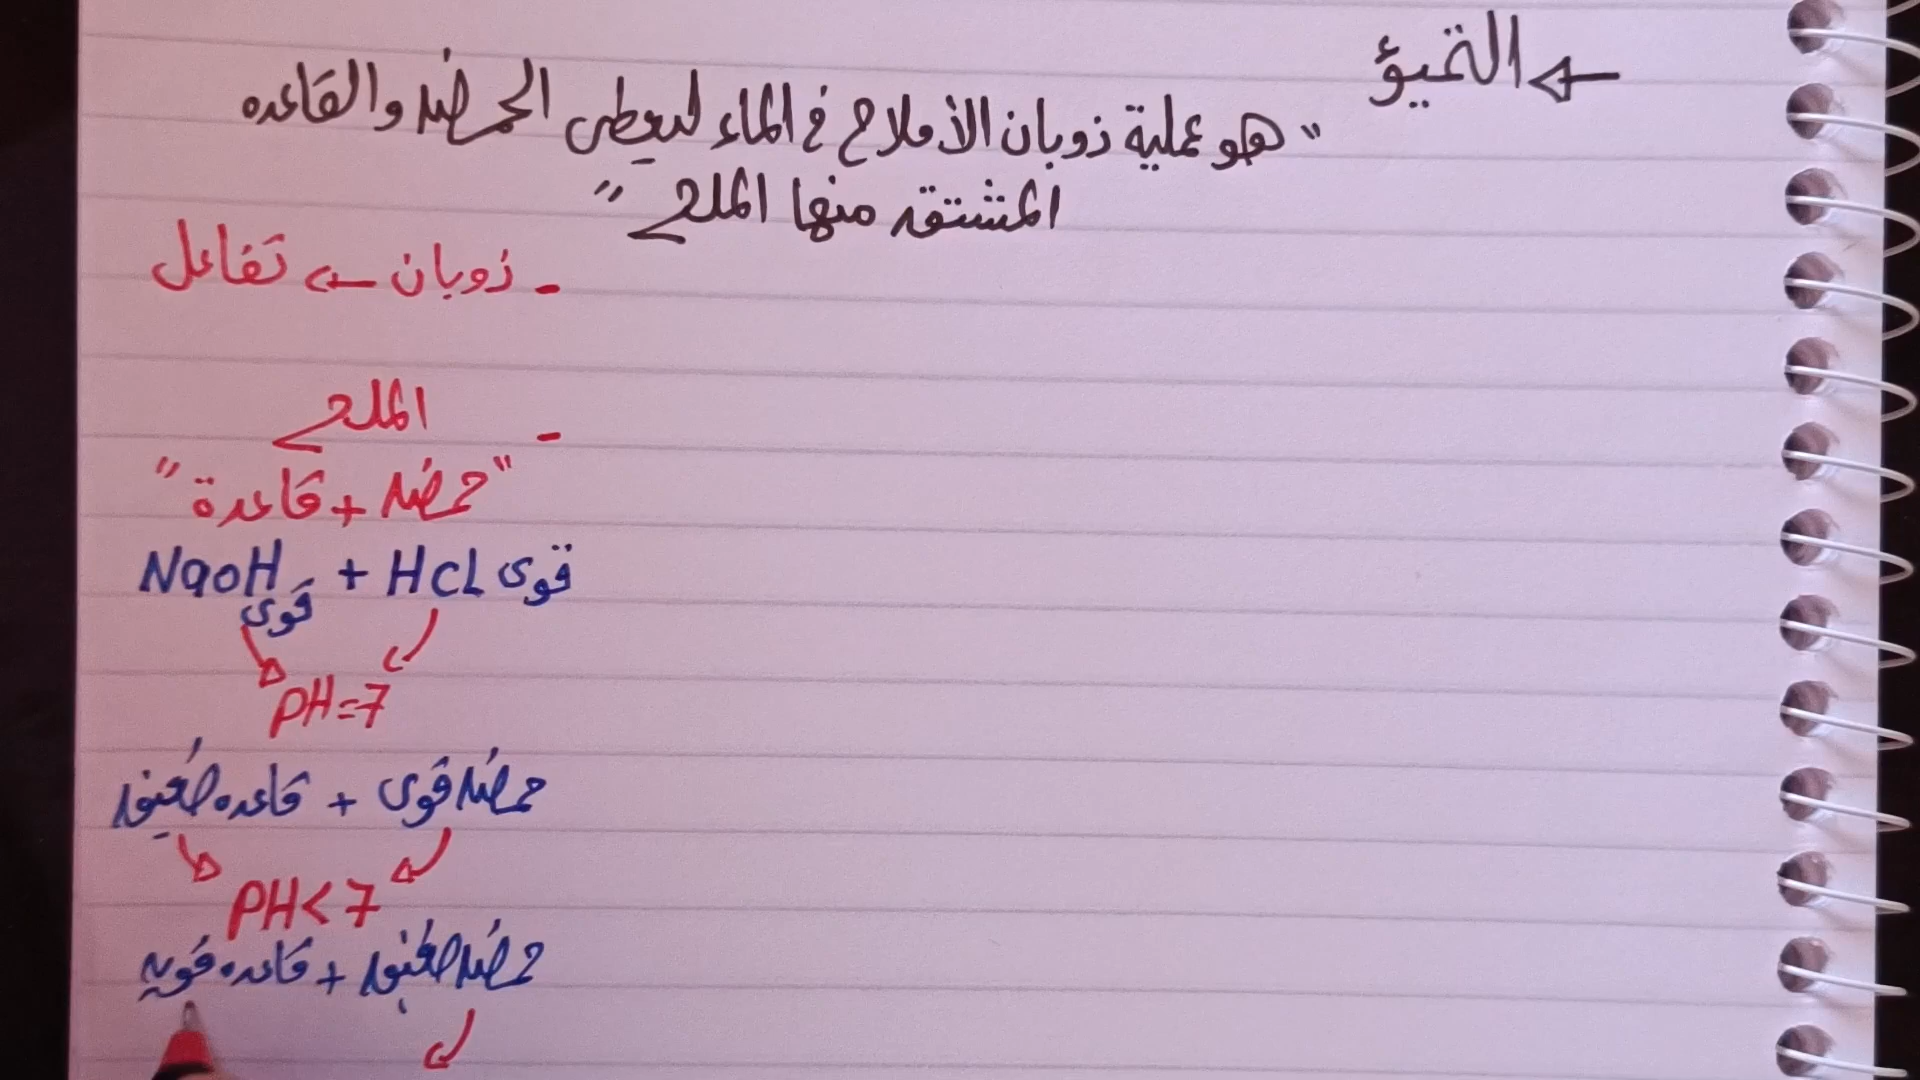 ← التميؤ
"هو عملية ذوبان الأملاح في الماء ليعطى الحمض والقاعده
المشتقه منها الملح"
- ذوبان ← تفاعل
- الملح
"حمض + قاعدة"
NaoH قوى + HCL قوى
PH=7
حمض قوى + قاعده ضعيفه
PH< 7
حمض ضعيف + قاعده قويه